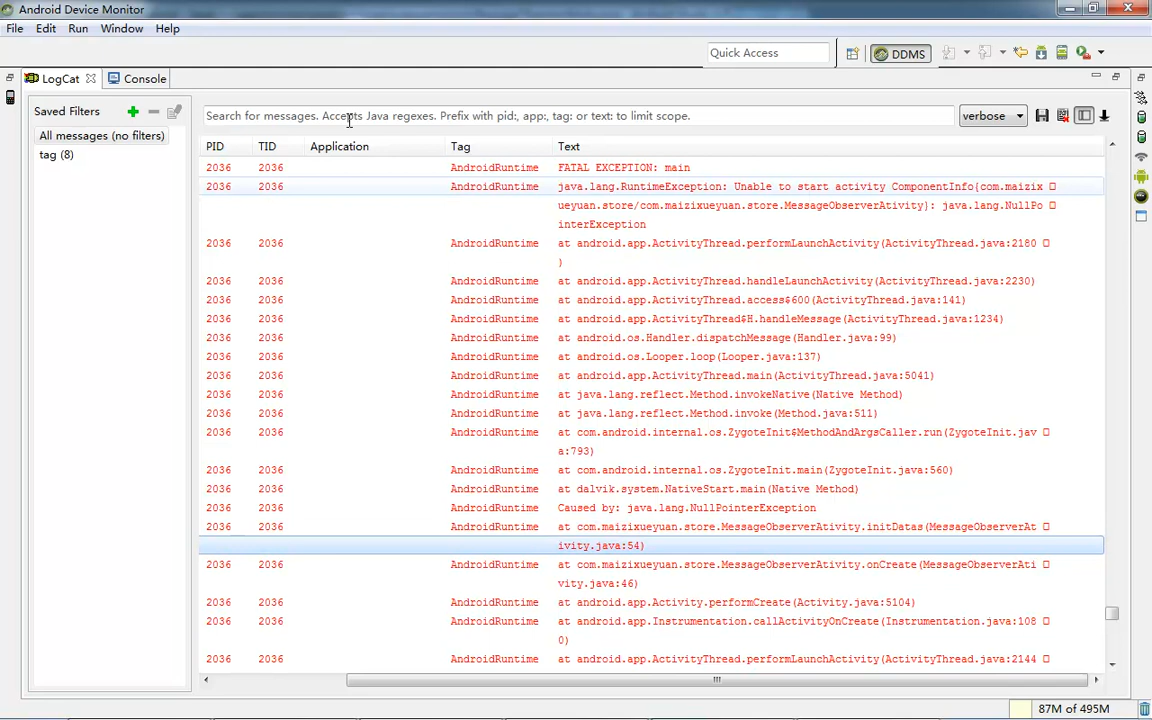 Android Device Monitor
File Edit Run Window Help
Quick Access
DDMS
LogCat
Console
Saved Filters
Search for messages. Accepts Java regexes. Prefix with pid:, app:, tag: or text: to limit scope.
verbose
All messages (no filters)
tag (8)
PID TID Application Tag Text
2036 2036 AndroidRuntime FATAL EXCEPTION: main
2036 2036 AndroidRuntime java.lang.RuntimeException: Unable to start activity ComponentInfo{com.maizix
ueyuan.store/com.maizixueyuan.store.MessageObserverAtivity}: java.lang.NullPo
interException
2036 2036 AndroidRuntime at android.app.ActivityThread.performLaunchActivity(ActivityThread.java:2180
)
2036 2036 AndroidRuntime at android.app.ActivityThread.handleLaunchActivity(ActivityThread.java:2230)
2036 2036 AndroidRuntime at android.app.ActivityThread.access$600(ActivityThread.java:141)
2036 2036 AndroidRuntime at android.app.ActivityThread$H.handleMessage(ActivityThread.java:1234)
2036 2036 AndroidRuntime at android.os.Handler.dispatchMessage(Handler.java:99)
2036 2036 AndroidRuntime at android.os.Looper.loop(Looper.java:137)
2036 2036 AndroidRuntime at android.app.ActivityThread.main(ActivityThread.java:5041)
2036 2036 AndroidRuntime at java.lang.reflect.Method.invokeNative(Native Method)
2036 2036 AndroidRuntime at java.lang.reflect.Method.invoke(Method.java:511)
2036 2036 AndroidRuntime at com.android.internal.os.ZygoteInit$MethodAndArgsCaller.run(ZygoteInit.jav
a:793)
2036 2036 AndroidRuntime at com.android.internal.os.ZygoteInit.main(ZygoteInit.java:560)
2036 2036 AndroidRuntime at dalvik.system.NativeStart.main(Native Method)
2036 2036 AndroidRuntime Caused by: java.lang.NullPointerException
2036 2036 AndroidRuntime at com.maizixueyuan.store.MessageObserverAtivity.initDatas(MessageObserverAt
ivity.java:54)
2036 2036 AndroidRuntime at com.maizixueyuan.store.MessageObserverAtivity.onCreate(MessageObserverAti
vity.java:46)
2036 2036 AndroidRuntime at android.app.Activity.performCreate(Activity.java:5104)
2036 2036 AndroidRuntime at android.app.Instrumentation.callActivityOnCreate(Instrumentation.java:108
0)
2036 2036 AndroidRuntime at android.app.ActivityThread.performLaunchActivity(ActivityThread.java:2144
87M of 495M